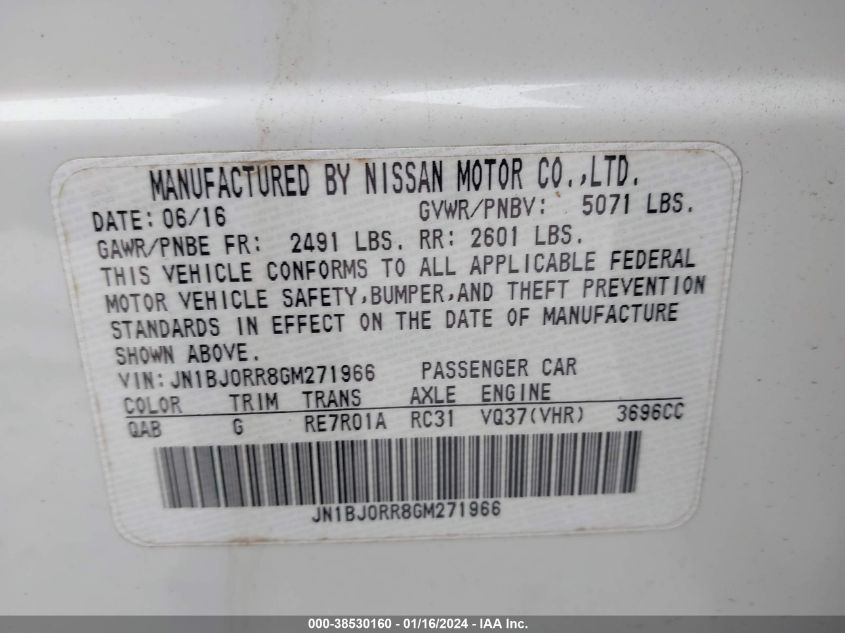 MANUFACTURED BY NISSAN MOTOR CO.,LTD.
DATE: 06/16 GVWR/PNBV: 5071 LBS.
GAWR/PNBE FR: 2491 LBS. RR: 2601 LBS.
THIS VEHICLE CONFORMS TO ALL APPLICABLE FEDERAL
MOTOR VEHICLE SAFETY,BUMPER,AND THEFT PREVENTION
STANDARDS IN EFFECT ON THE DATE OF MANUFACTURE
SHOWN ABOVE.
VIN: JN1BJ0RR8GM271966 PASSENGER CAR
COLOR TRIM TRANS AXLE ENGINE
QAB G RE7R01A RC31 VQ37(VHR) 3696CC
JN1BJ0RR8GM271966
000-38530160 - 01/16/2024 - IAA Inc.